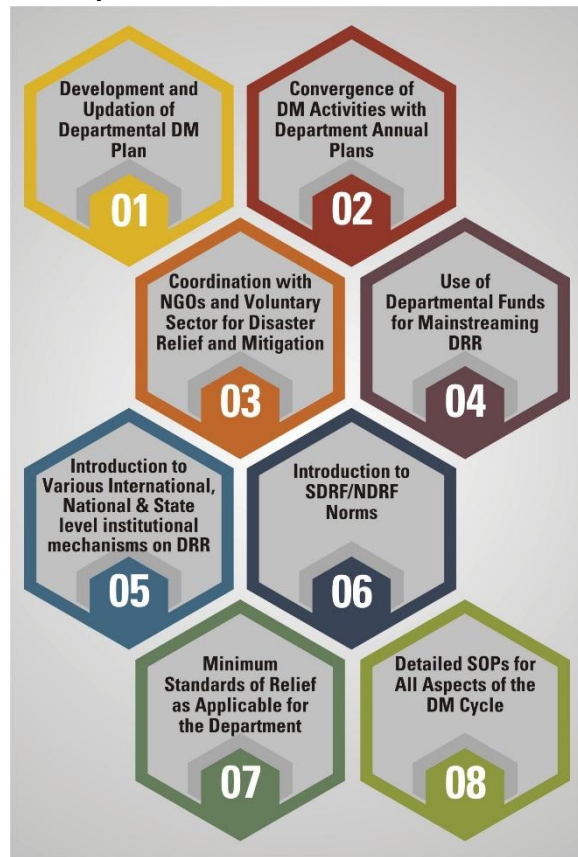 Development and
Updation of
Departmental DM
Plan
01
Convergence of
DM Activities with
Department Annual
Plans
02
Coordination with
NGOs and Voluntary
Sector for Disaster
Relief and Mitigation
03
Use of
Departmental Funds
for Mainstreaming
DRR
04
Introduction to
Various International,
National & State
level institutional
mechanisms on DRR
05
Introduction to
SDRF/NDRF
Norms
06
Minimum
Standards of Relief
as Applicable for
the Department
07
Detailed SOPs for
All Aspects of the
DM Cycle
08